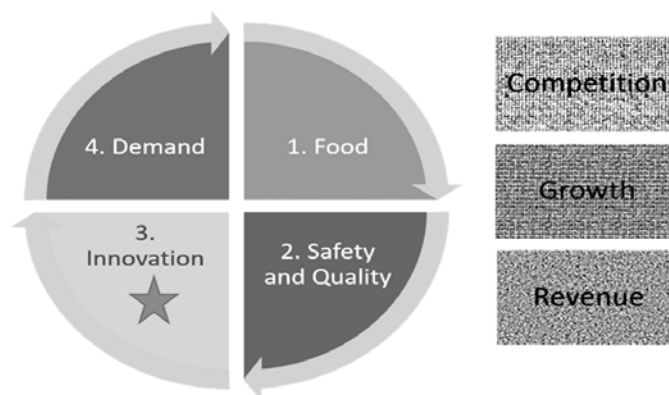 4. Demand
1. Food
3.
Innovation
2. Safety
and Quality
Competition
Growth
Revenue